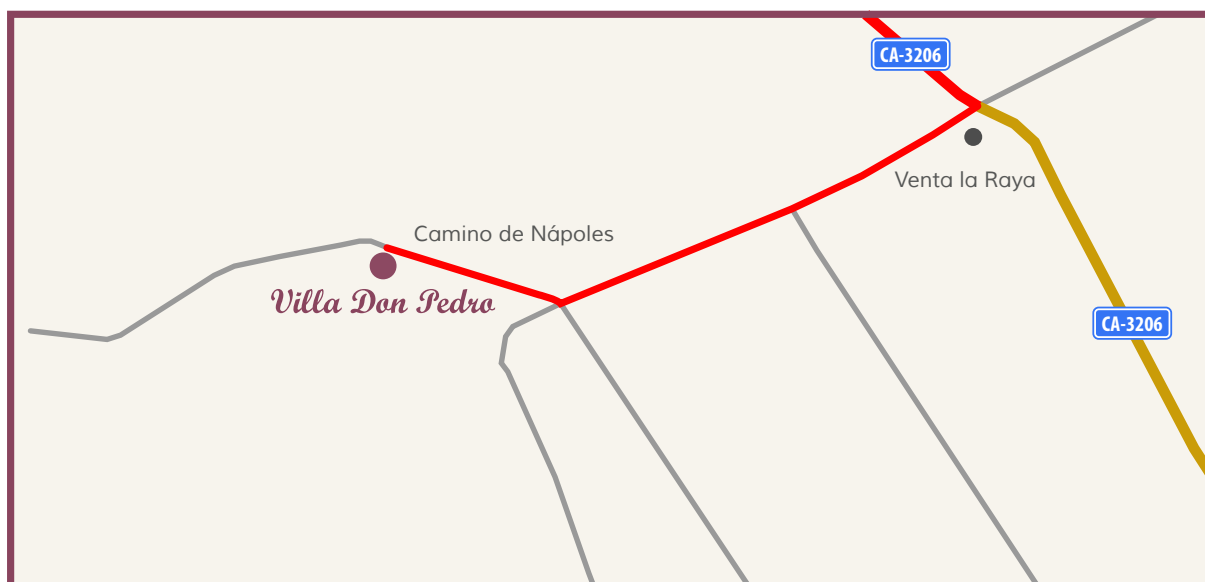 CA-3206
Venta la Raya
Camino de Nápoles
Villa Don Pedro
CA-3206